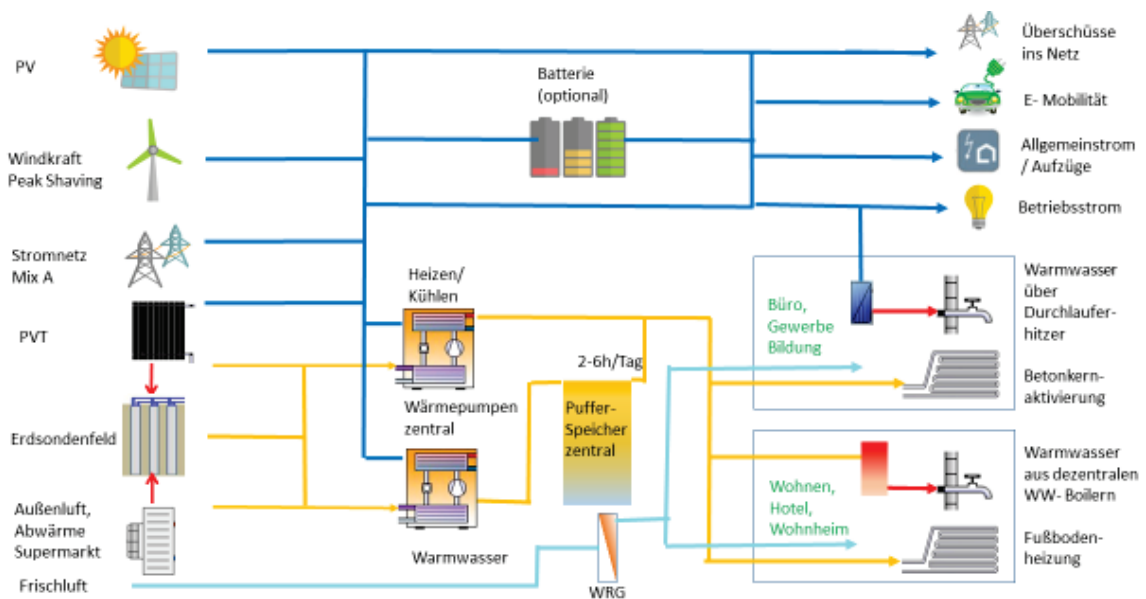 PV
Windkraft
Peak Shaving
Stromnetz
Mix A
PVT
Erdsondenfeld
Außenluft,
Abwärme
Supermarkt
Frischluft
Batterie
(optional)
Heizen/
Kühlen
Wärmepumpen
zentral
Warmwasser
2-6h/Tag
Puffer-
Speicher
zentral
WRG
Überschüsse
ins Netz
E- Mobilität
Allgemeinstrom
/ Aufzüge
Betriebsstrom
Büro,
Gewerbe
Bildung
Warmwasser
über
Durchlauferh-
hitzer
Betonkern-
aktivierung
Wohnen,
Hotel,
Wohnheim
Warmwasser
aus dezentralen
WW- Boilern
Fußboden-
heizung